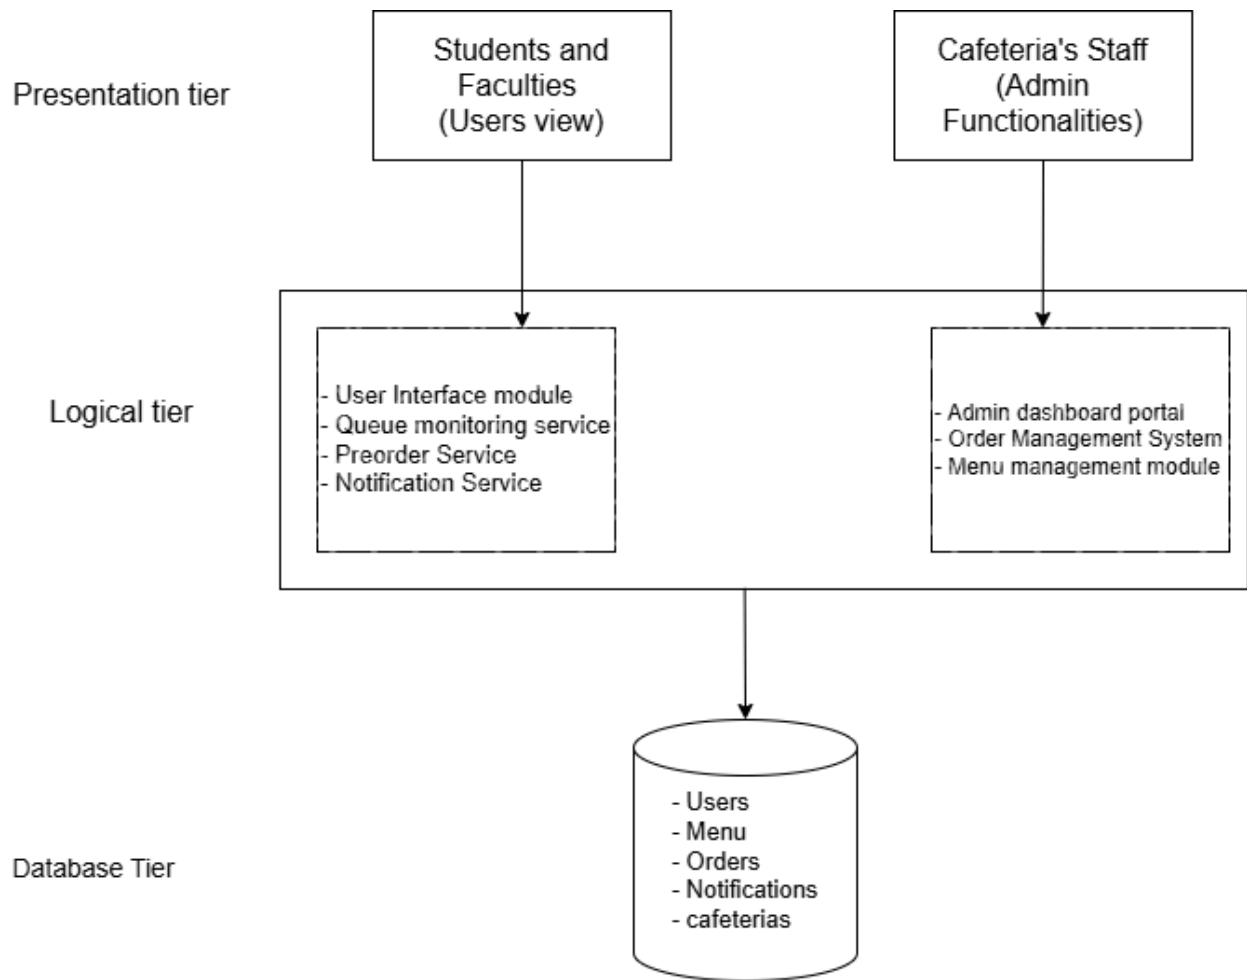 Presentation tier
Students and
Faculties
(Users view)
Cafeteria's Staff
(Admin
Functionalities)
Logical tier
- User Interface module
- Queue monitoring service
- Preorder Service
- Notification Service
- Admin dashboard portal
- Order Management System
- Menu management module
Database Tier
- Users
- Menu
- Orders
- Notifications
- cafeterias